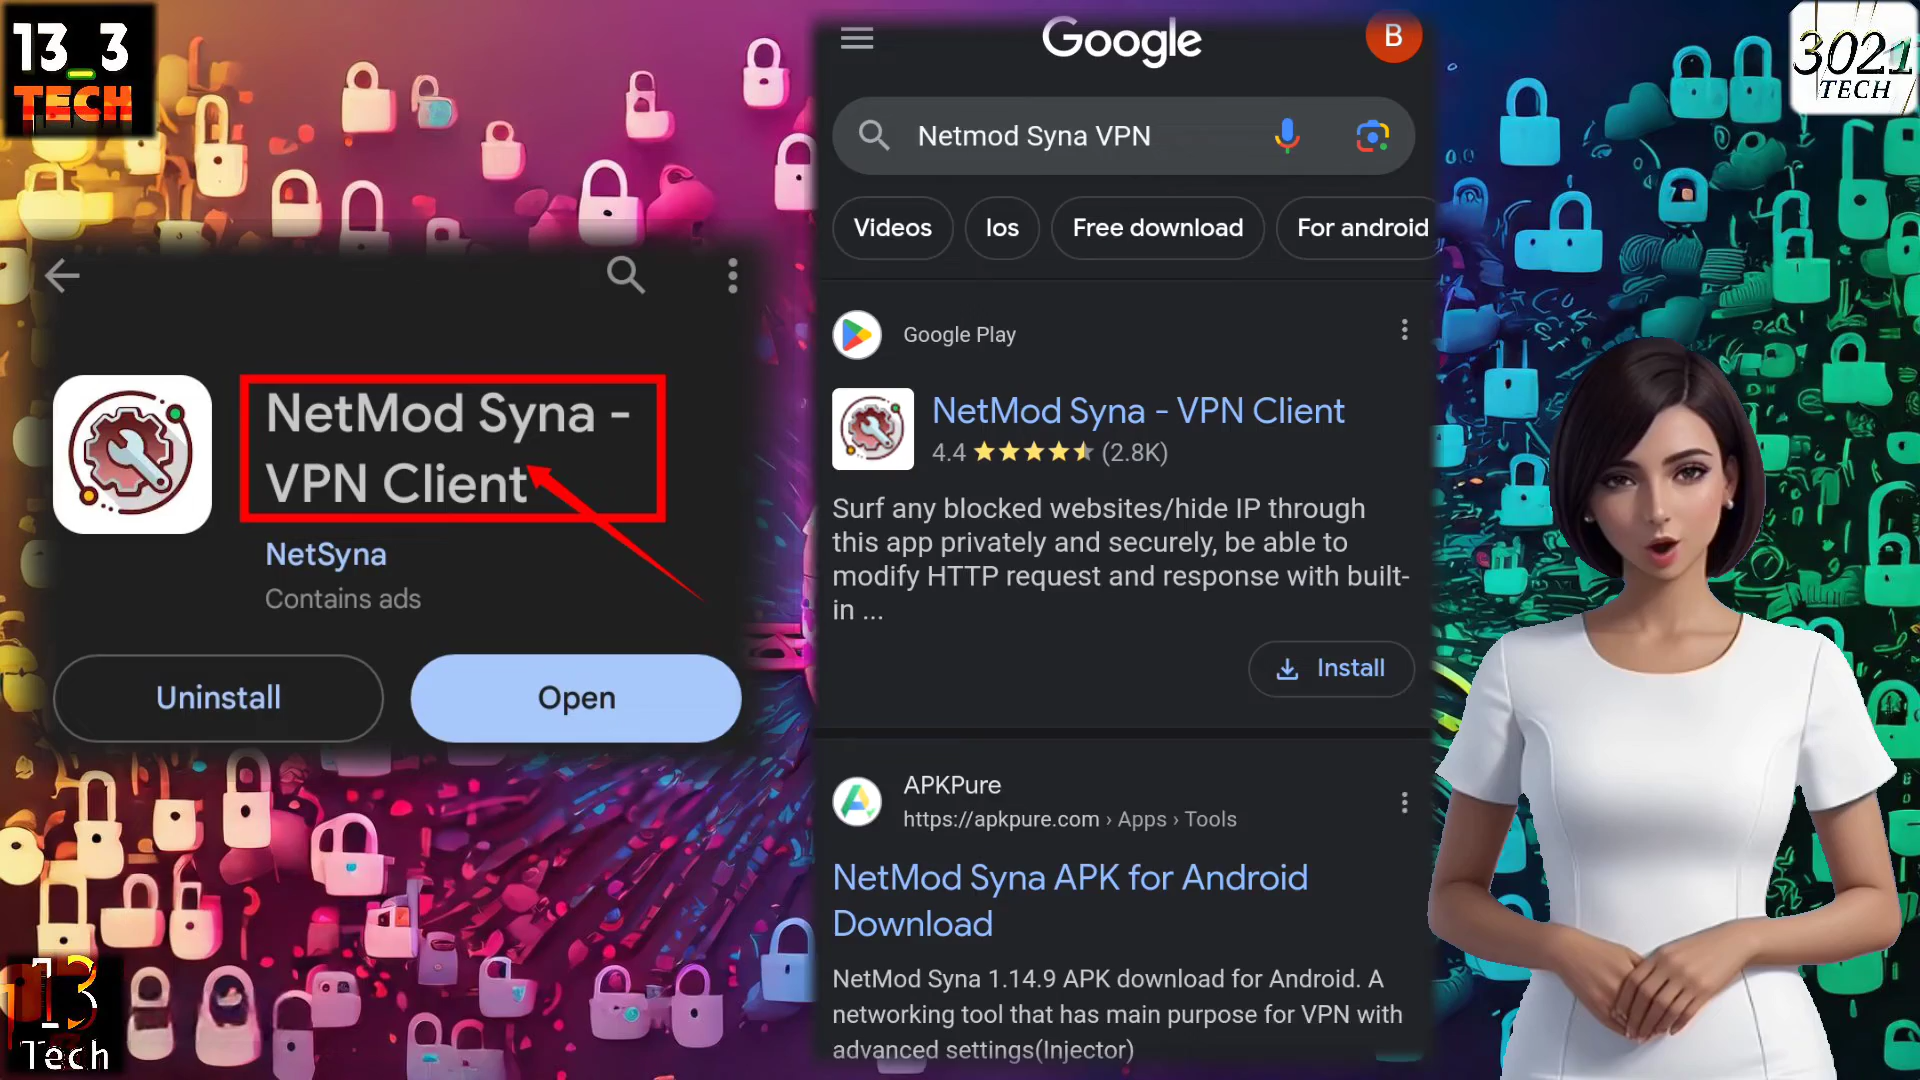 13_3
TECH
NetMod Syna -
VPN Client
NetSyna
Contains ads
Uninstall
Open
Google
B
Netmod Syna VPN
Videos
Ios
Free download
For android
Google Play
NetMod Syna - VPN Client
4.4
(2.8K)
Surf any blocked websites/hide IP through
this app privately and securely, be able to
modify HTTP request and response with built-
in ...
Install
APKPure
https://apkpure.com › Apps › Tools
NetMod Syna APK for Android
Download
NetMod Syna 1.14.9 APK download for Android. A
networking tool that has main purpose for VPN with
advanced settings(Injector)
3021
TECH
13
Tech